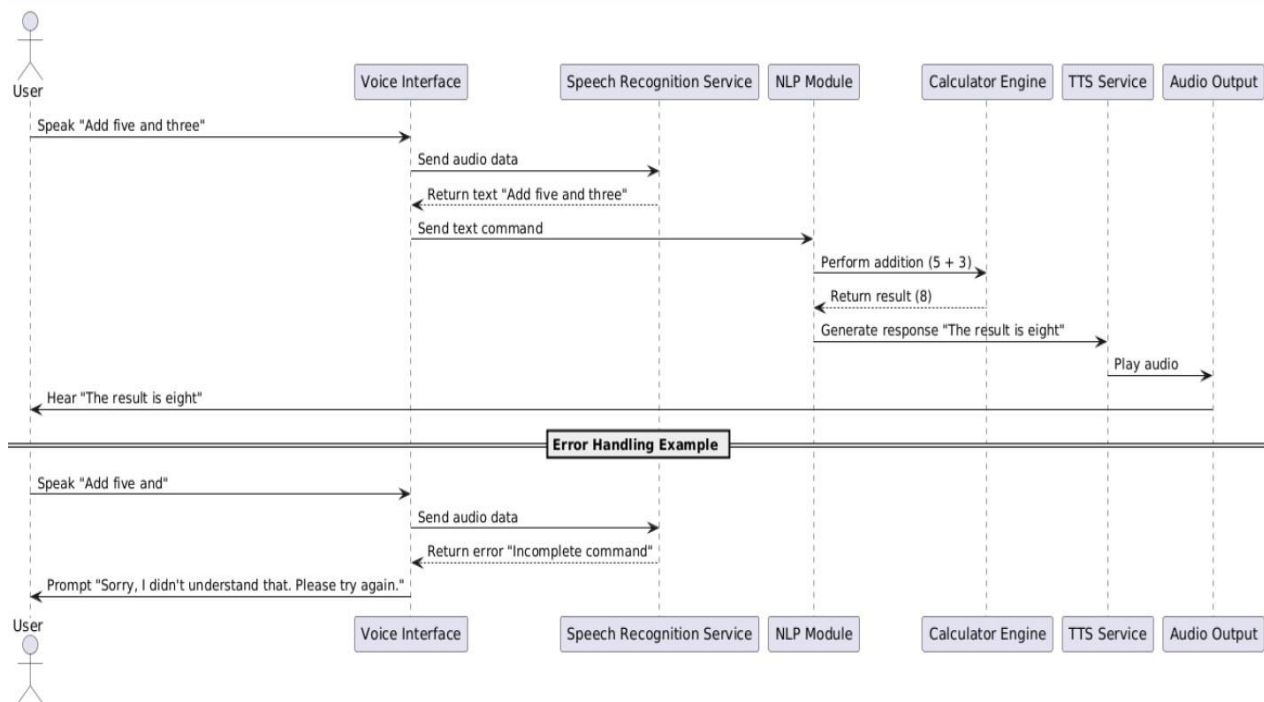 User
Voice Interface
Speech Recognition Service
NLP Module
Calculator Engine
TTS Service
Audio Output
Speak "Add five and three"
Send audio data
Return text "Add five and three"
Send text command
Perform addition (5 + 3)
Return result (8)
Generate response "The result is eight"
Play audio
Hear "The result is eight"
Error Handling Example
Speak "Add five and"
Send audio data
Return error "Incomplete command"
Prompt "Sorry, I didn't understand that. Please try again."
User
Voice Interface
Speech Recognition Service
NLP Module
Calculator Engine
TTS Service
Audio Output